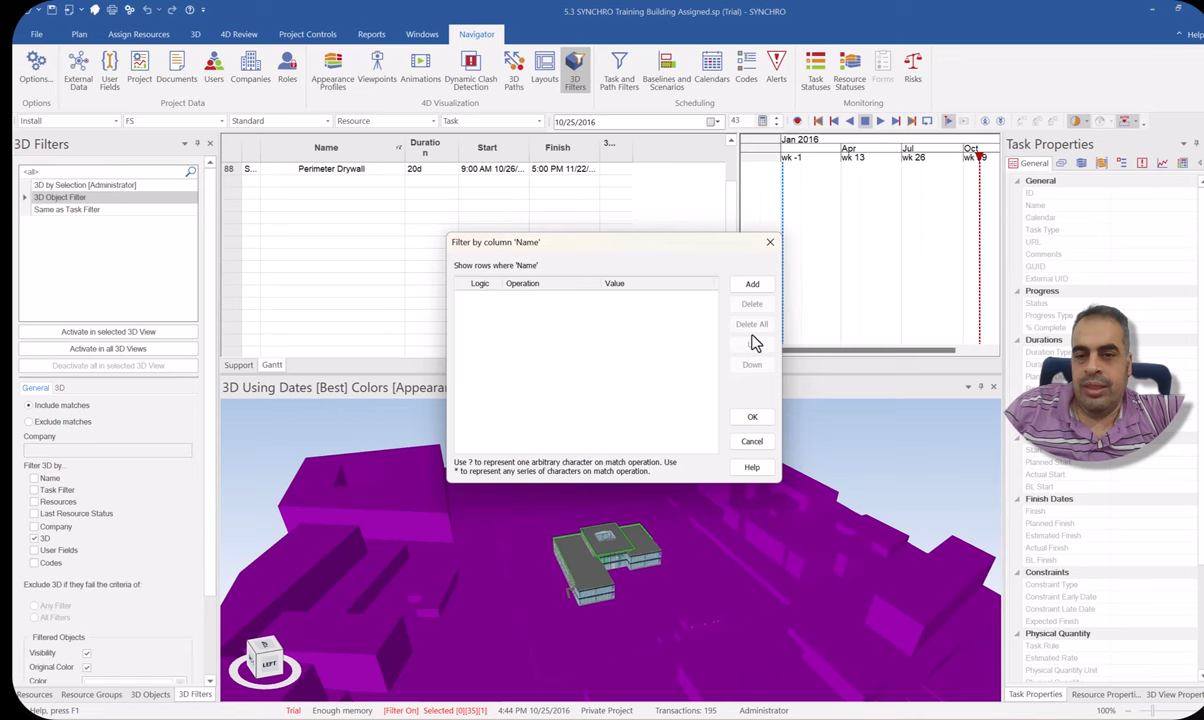 5.3 SYNCHRO Training Building Assigned.sp (Trial) — SYNCHRO
File Plan Assign Resources 3D 4D Review Project Controls Reports Windows Navigator Help
Options... External Data User Fields Project Documents Users Companies Roles Appearance Profiles Viewpoints Animations Dynamic Clash Detection 3D Paths Layouts 3D Filters Task and Path Filters Baselines and Scenarios Calendars Codes Alerts Task Statuses Resource Statuses Forms Risks
Options Project Data 4D Visualization Scheduling Monitoring
Install FS Standard Resource Task 10/25/2016 43
3D Filters
<all>
3D by Selection [Administrator]
3D Object Filter
Same as Task Filter
Activate in selected 3D View
Activate in all 3D Views
Deactivate all in selected 3D View
General 3D
Include matches
Exclude matches
Company
Filter 3D by...
Name
Task Filter
Resources
Last Resource Status
Company
3D
User Fields
Codes
Exclude 3D if they fail the criteria of:
Any Filter
All Filters
Filtered Objects
Visibility
Original Color
Color
Resources Resource Groups 3D Objects 3D Filters
Name Duratio n Start Finish 3...
88 S... Perimeter Drywall 20d 9:00 AM 10/26/... 5:00 PM 11/22/...
Jan 2016
Apr Jul Oct
wk -1 wk 13 wk 26 wk
Support Gantt
3D Using Dates [Best] Colors [Appearan
Filter by column 'Name'
Show rows where 'Name'
Logic Operation Value
Add
Delete
Delete All
Down
OK
Cancel
Help
Use ? to represent one arbitrary character on match operation. Use
* to represent any series of characters on match operation.
LEFT
Task Properties
General
General
ID
Name
Calendar
Task Type
URL
Comments
GUID
External UID
Progress
Status
Progress Type
% Complete
Durations
Duration Type
Planned Start
Actual Start
BL Start
Finish Dates
Finish
Planned Finish
Estimated Finish
Actual Finish
BL Finish
Constraints
Constraint Type
Constraint Early Date
Constraint Late Date
Expected Finish
Physical Quantity
Task Rule
Estimated Rate
Physical Quantity Unit
Task Properties Resource Properti... 3D View Propert
Help, press F1 Trial Enough memory [Filter On] Selected [0][35][1] 4:44 PM 10/25/2016 Private Project Transactions: 195 Administrator 100%